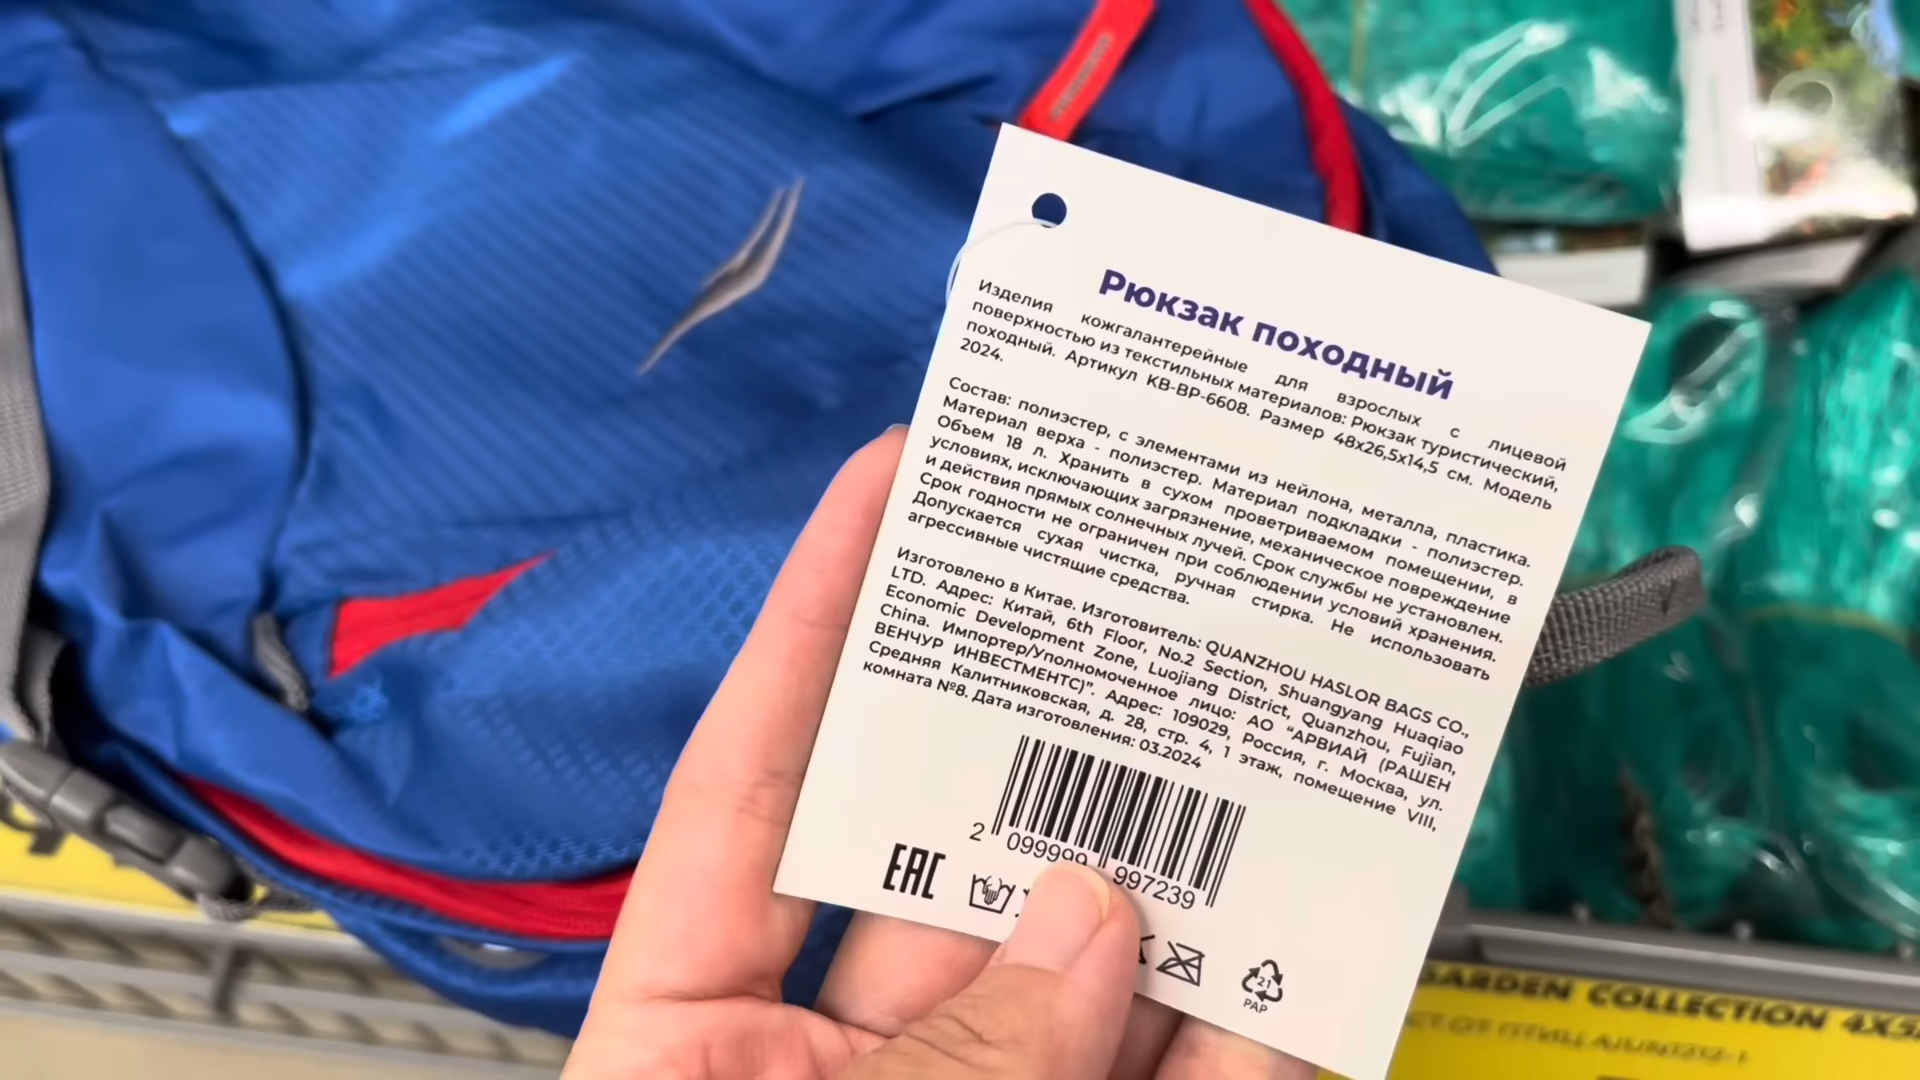 Рюкзак походный
Изделия кожгалантерейные для взрослых с лицевой
поверхностью из текстильных материалов: Рюкзак туристический,
походный. Артикул KB-BP-6608. Размер 48х26,5х14,5 см. Модель
2024.
Состав: полиэстер, с элементами из нейлона, металла, пластика.
Материал верха - полиэстер. Материал подкладки - полиэстер.
Объем 18 л. Хранить в сухом проветриваемом помещении, в
условиях, исключающих загрязнение, механическое повреждение
и действия прямых солнечных лучей. Срок службы не установлен.
Срок годности не ограничен при соблюдении условий хранения.
Допускается сухая чистка, ручная стирка. Не использовать
агрессивные чистящие средства.
Изготовлено в Китае. Изготовитель: QUANZHOU HASLOR BAGS CO.,
LTD. Адрес: Китай, 6th Floor, No.2 Section, Shuangyang Huaqiao
Economic Development Zone, Luojiang District, Quanzhou, Fujian,
China. Импортер/Уполномоченное лицо: АО "АРВИАЙ (РАШЕН
ВЕНЧУР ИНВЕСТМЕНТС)". Адрес: 109029, Россия, г. Москва, ул.
Средняя Калитниковская, д. 28, стр. 4, 1 этаж, помещение VIII,
комната №8. Дата изготовления: 03.2024
2 099999 997239
EAC
21
PAP
GARDEN COLLECTION 4X5